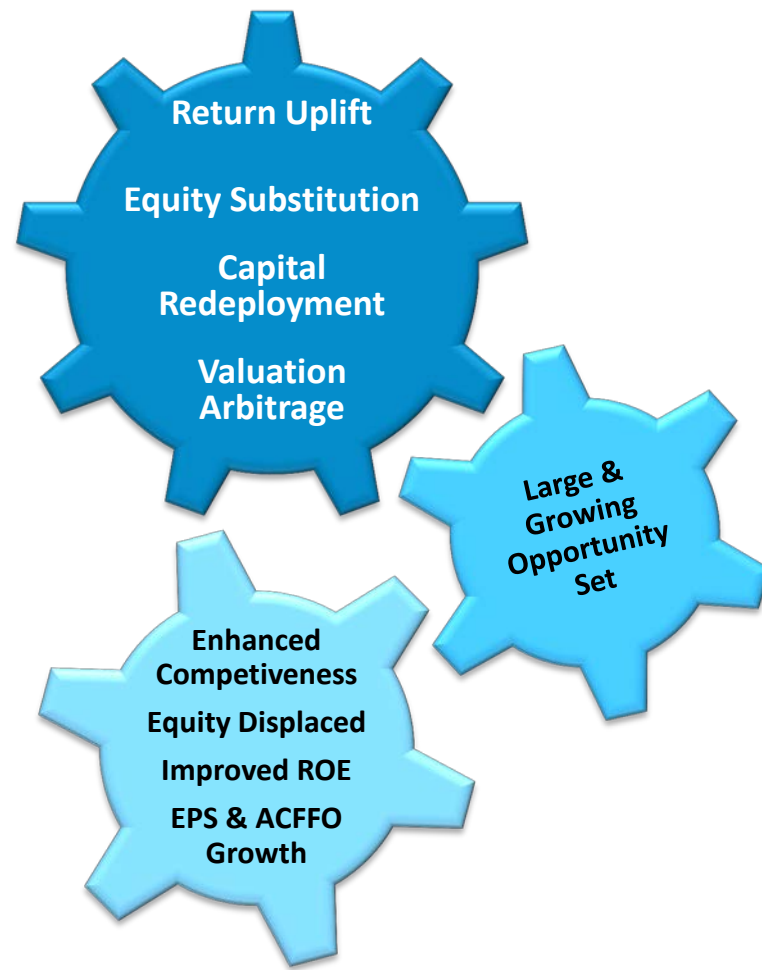 Return Uplift
Equity Substitution
Capital
Redeployment
Valuation
Arbitrage
Large &
Growing
Opportunity
Set
Enhanced
Competiveness
Equity Displaced
Improved ROE
EPS & ACFFO
Growth